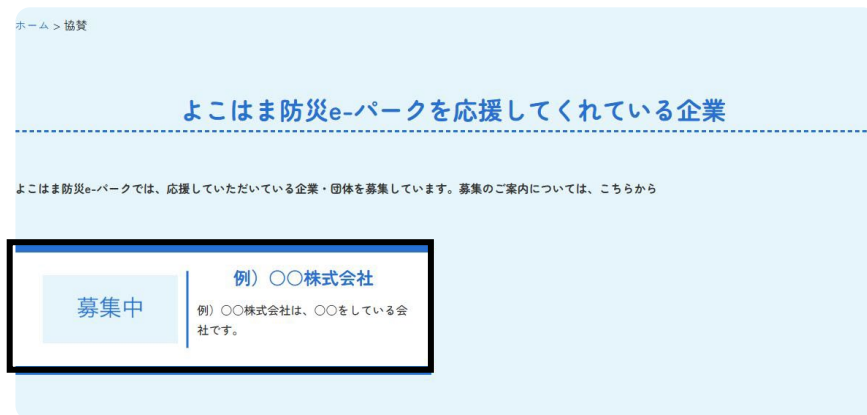 ホーム > 協賛
よこはま防災e-パークを応援してくれている企業
よこはま防災e-パークでは、応援していただいている企業・団体を募集しています。募集のご案内については、こちらから
募集中
例）〇〇株式会社
例）〇〇株式会社は、〇〇をしている会
社です。